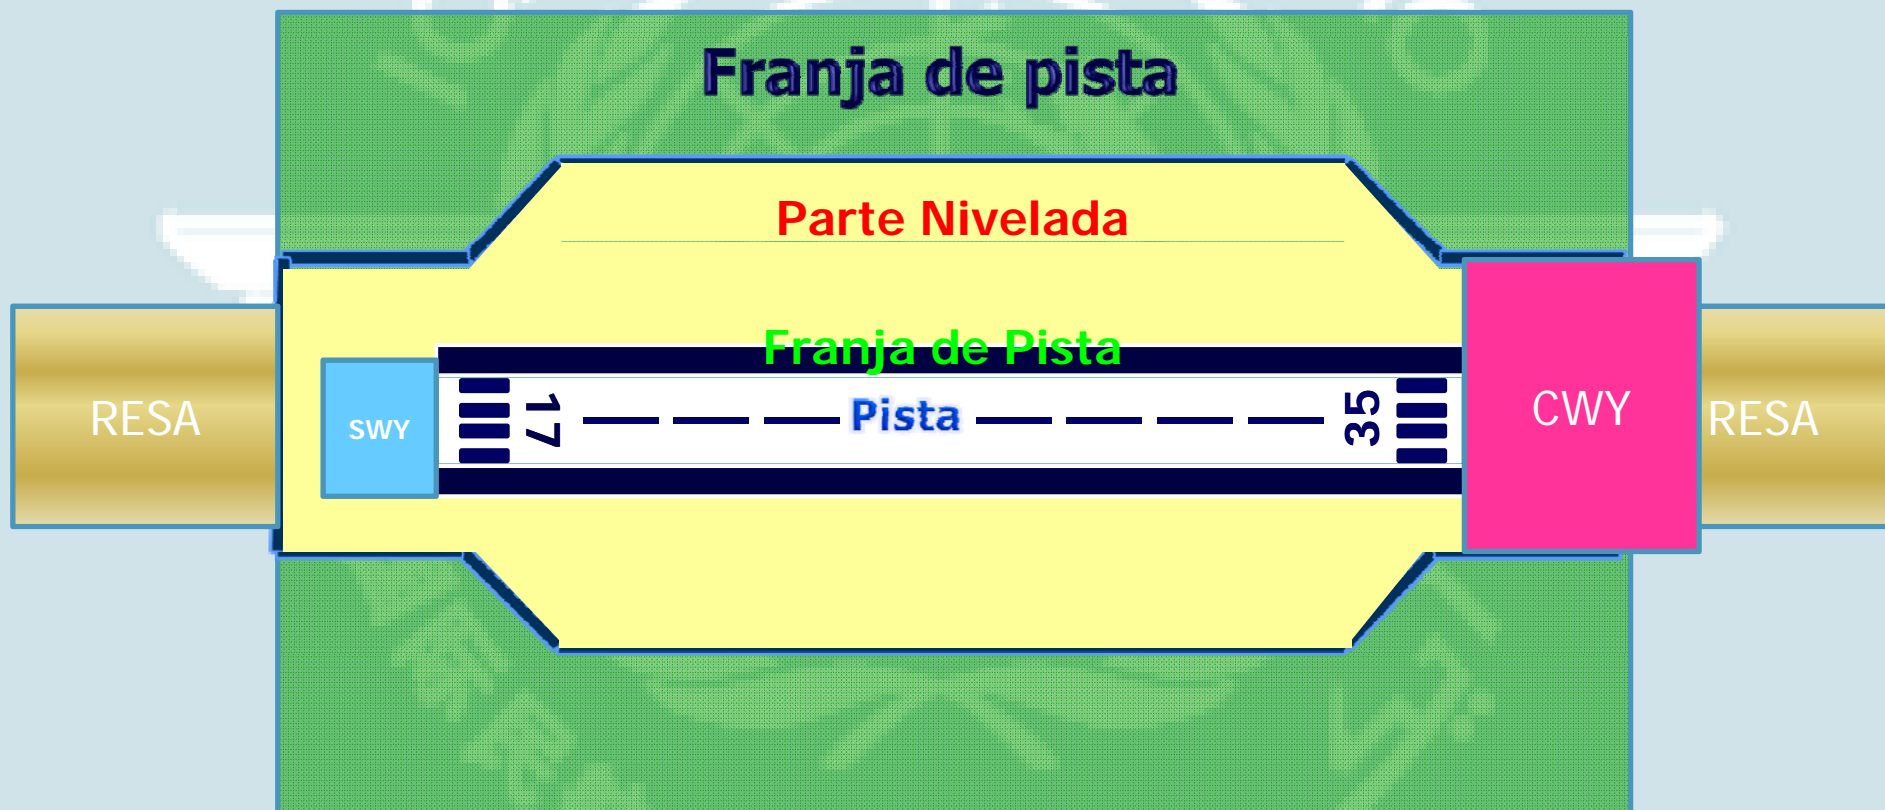 Franja de pista
Parte Nivelada
Franja de Pista
RESA
SWY
17
Pista
35
CWY
RESA